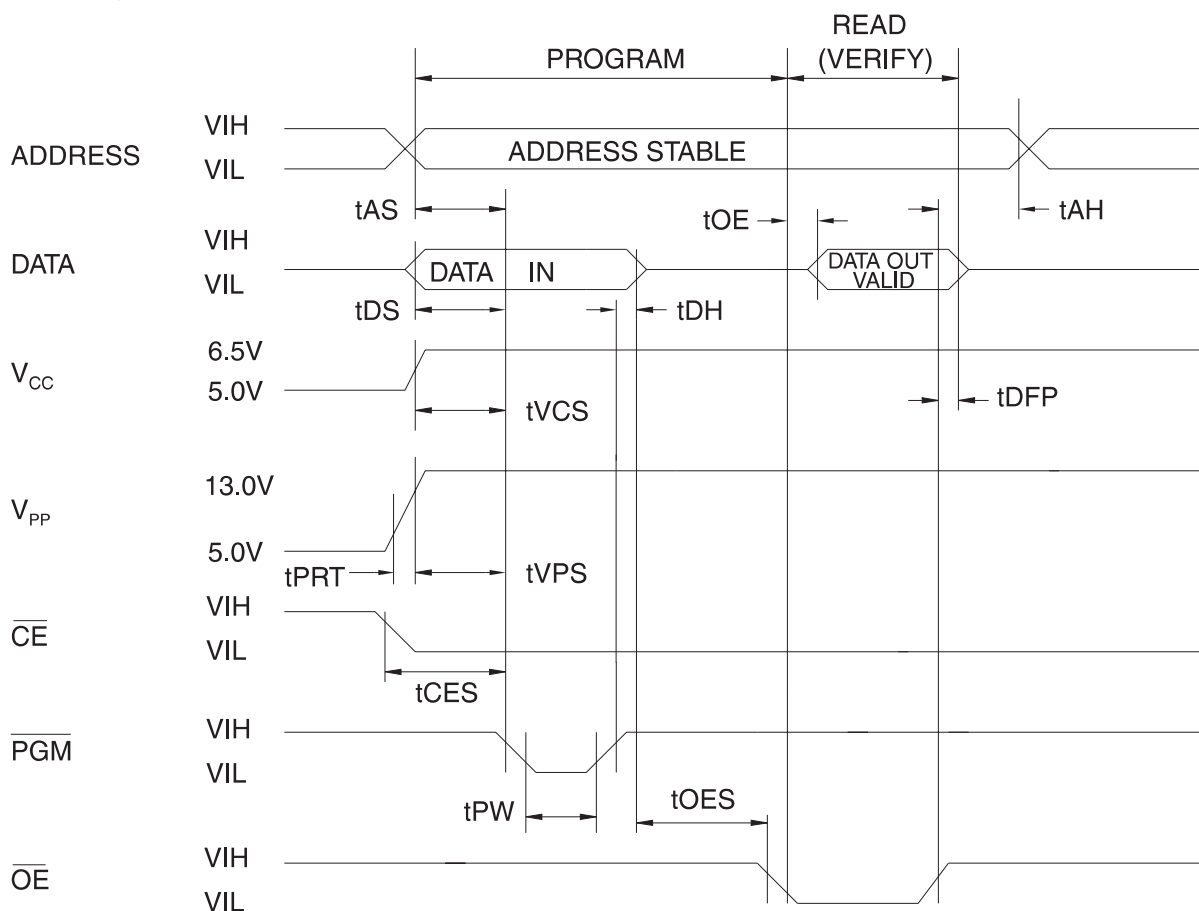 READ
PROGRAM (VERIFY)
VIH
ADDRESS ADDRESS STABLE
VIL
tAS tOE tAH
VIH
DATA DATA IN DATA OUT
VIL VALID
tDS tDH
6.5V
VCC
5.0V
tVCS tDFP
13.0V
VPP
5.0V
tPRT tVPS
VIH
CE
VIL
tCES
VIH
PGM
VIL
tPW tOES
VIH
OE
VIL